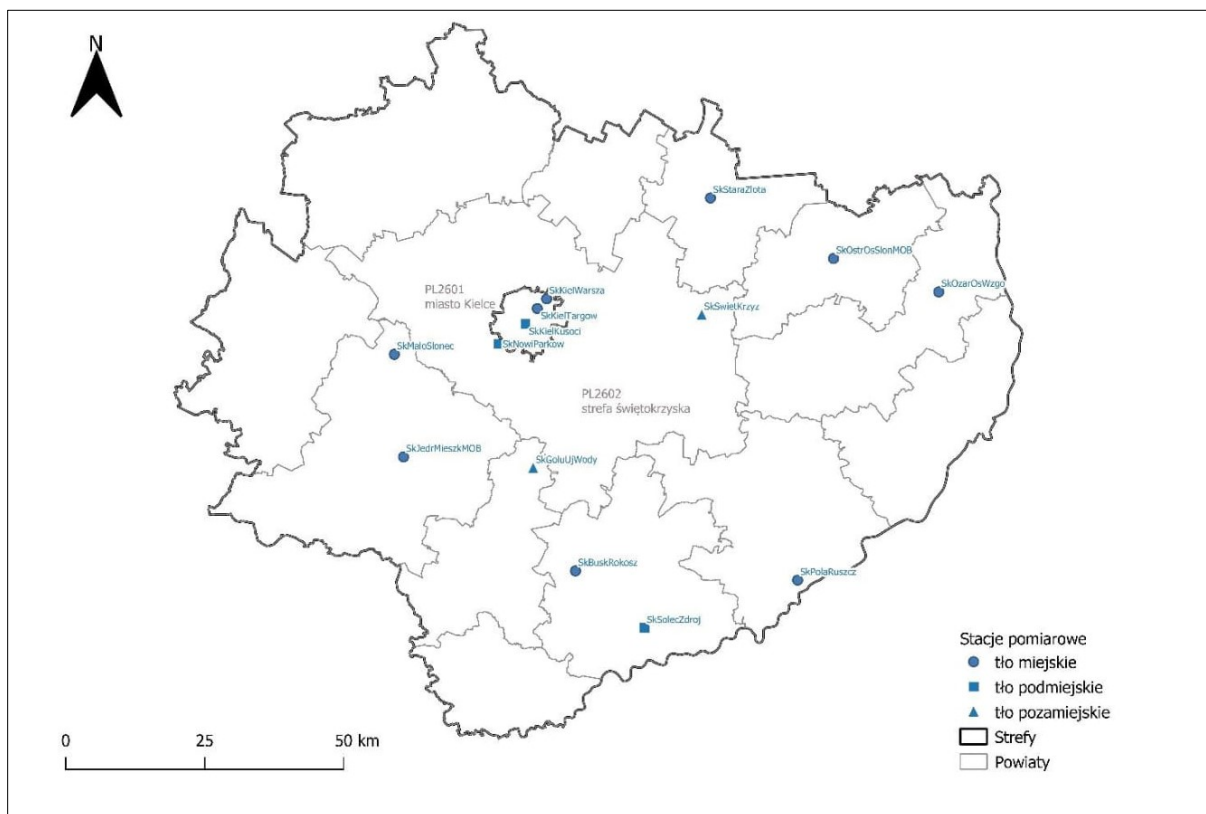 N
SkStaraZlota
SkOstrOsSlonMOB
SkOzarOsWzgo
PL2601
miasto Kielce
SkKielWarsza
SkKielTargow
SkKielKusoci
SkNowiParkow
SkSwietKrzyz
SkMaloSlonec
PL2602
strefa świętokrzyska
SkJedrMieszkMOB
SkGoluUjWody
SkBuskRokosz
SkPolaRuszcz
SkSolecZdroj
Stacje pomiarowe
tło miejskie
tło podmiejskie
tło pozamiejskie
Strefy
Powiaty
0 25 50 km